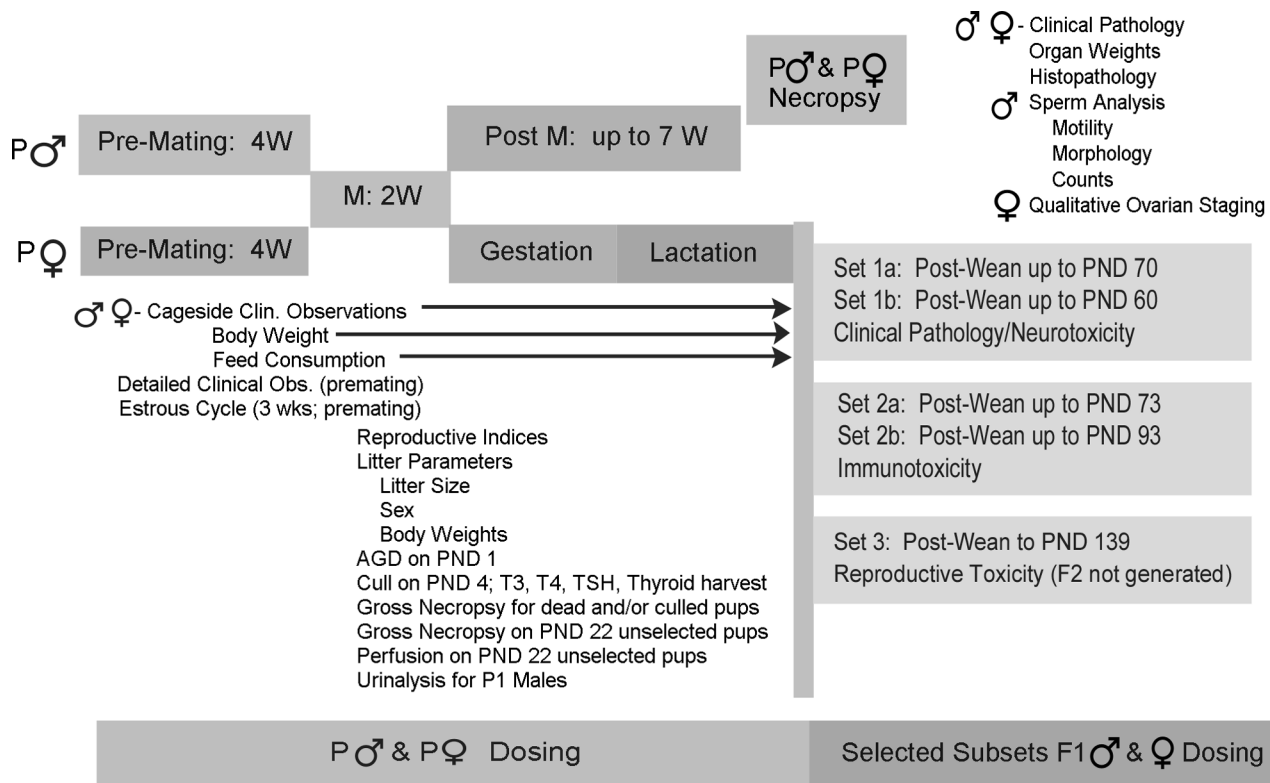 ♂ ♀ - Clinical Pathology
Organ Weights
Histopathology
♂ Sperm Analysis
Motility
Morphology
Counts
♀ Qualitative Ovarian Staging
P♂ & P♀
Necropsy
P♂
Pre-Mating: 4W
Post M: up to 7 W
M: 2W
P♀
Pre-Mating: 4W
Gestation
Lactation
♂ ♀- Cageside Clin. Observations
Body Weight
Feed Consumption
Detailed Clinical Obs. (premating)
Estrous Cycle (3 wks; premating)
Reproductive Indices
Litter Parameters
Litter Size
Sex
Body Weights
AGD on PND 1
Cull on PND 4; T3, T4, TSH, Thyroid harvest
Gross Necropsy for dead and/or culled pups
Gross Necropsy on PND 22 unselected pups
Perfusion on PND 22 unselected pups
Urinalysis for P1 Males
Set 1a: Post-Wean up to PND 70
Set 1b: Post-Wean up to PND 60
Clinical Pathology/Neurotoxicity
Set 2a: Post-Wean up to PND 73
Set 2b: Post-Wean up to PND 93
Immunotoxicity
Set 3: Post-Wean to PND 139
Reproductive Toxicity (F2 not generated)
P ♂ & P♀ Dosing
Selected Subsets F1♂ & ♀ Dosing